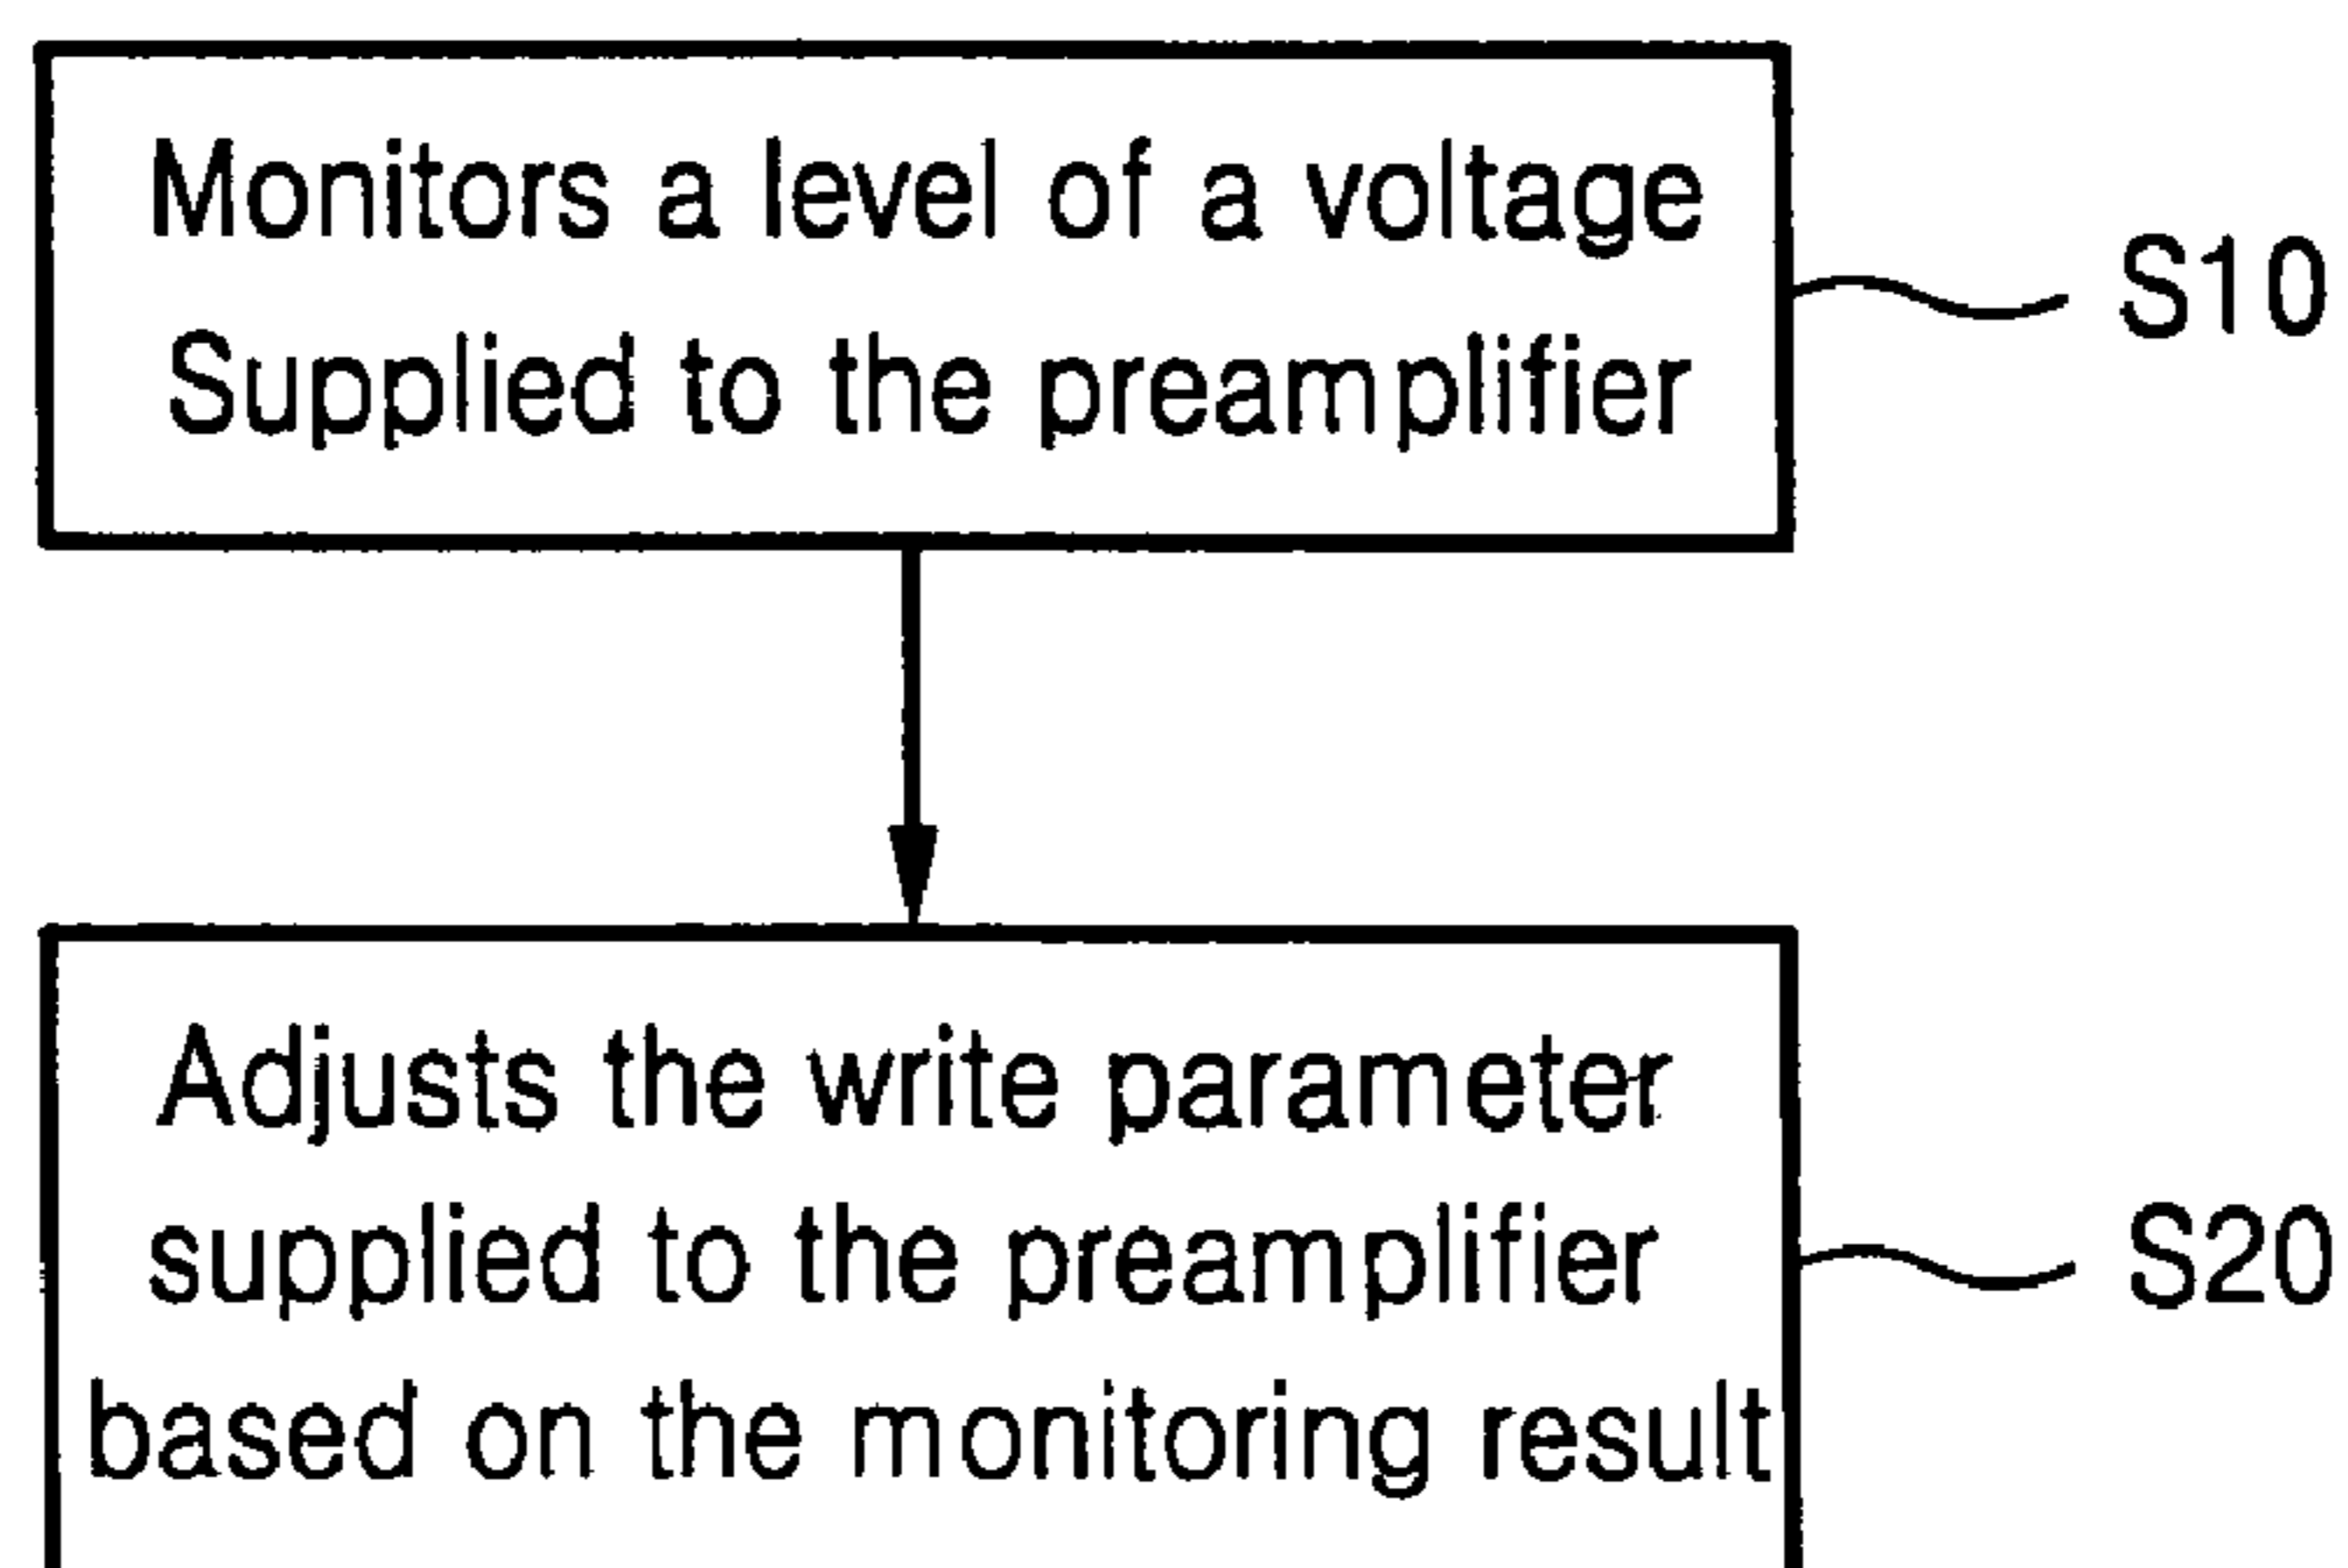 Monitors a level of a voltage
Supplied to the preamplifier
S10
Adjusts the write parameter
supplied to the preamplifier
based on the monitoring result
S20